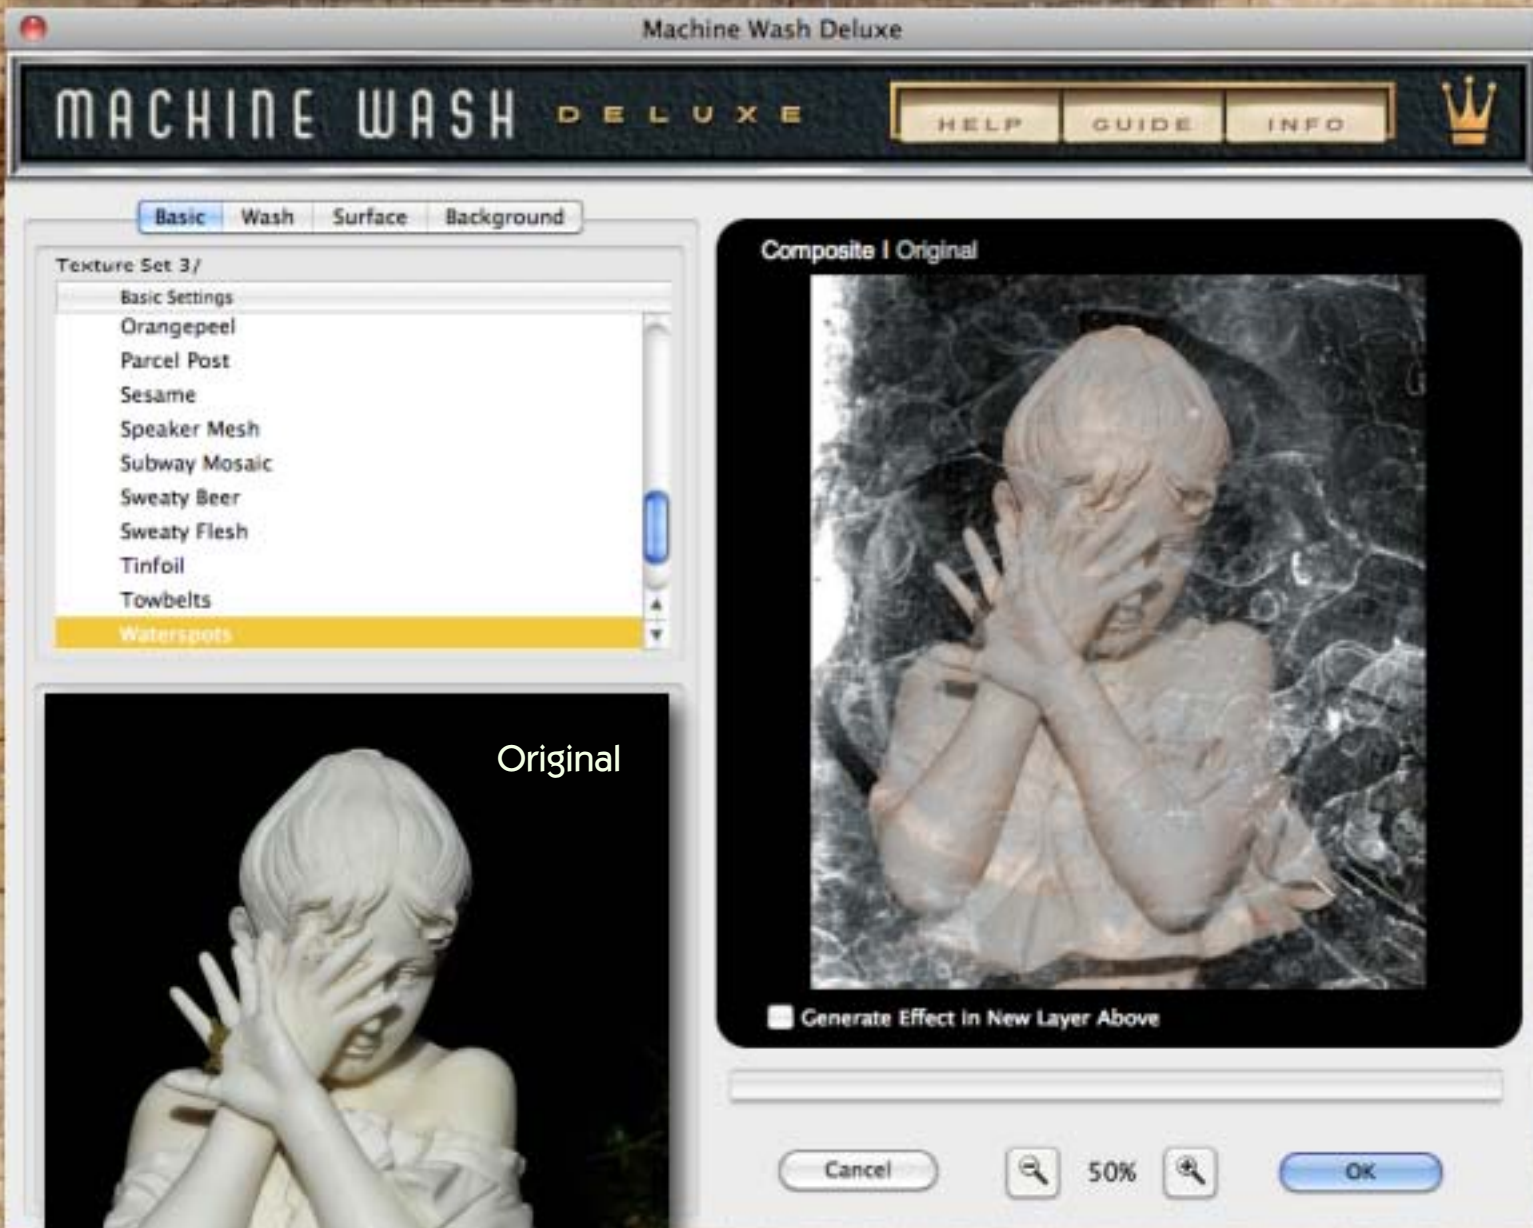 Machine Wash Deluxe
MACHINE WASH DELUXE
HELP GUIDE INFO
Basic Wash Surface Background
Texture Set 3/
Basic Settings
Orangepeel
Parcel Post
Sesame
Speaker Mesh
Subway Mosaic
Sweaty Beer
Sweaty Flesh
Tinfoil
Towbelts
Waterspots
Original
Composite | Original
Generate Effect in New Layer Above
Cancel 50% OK